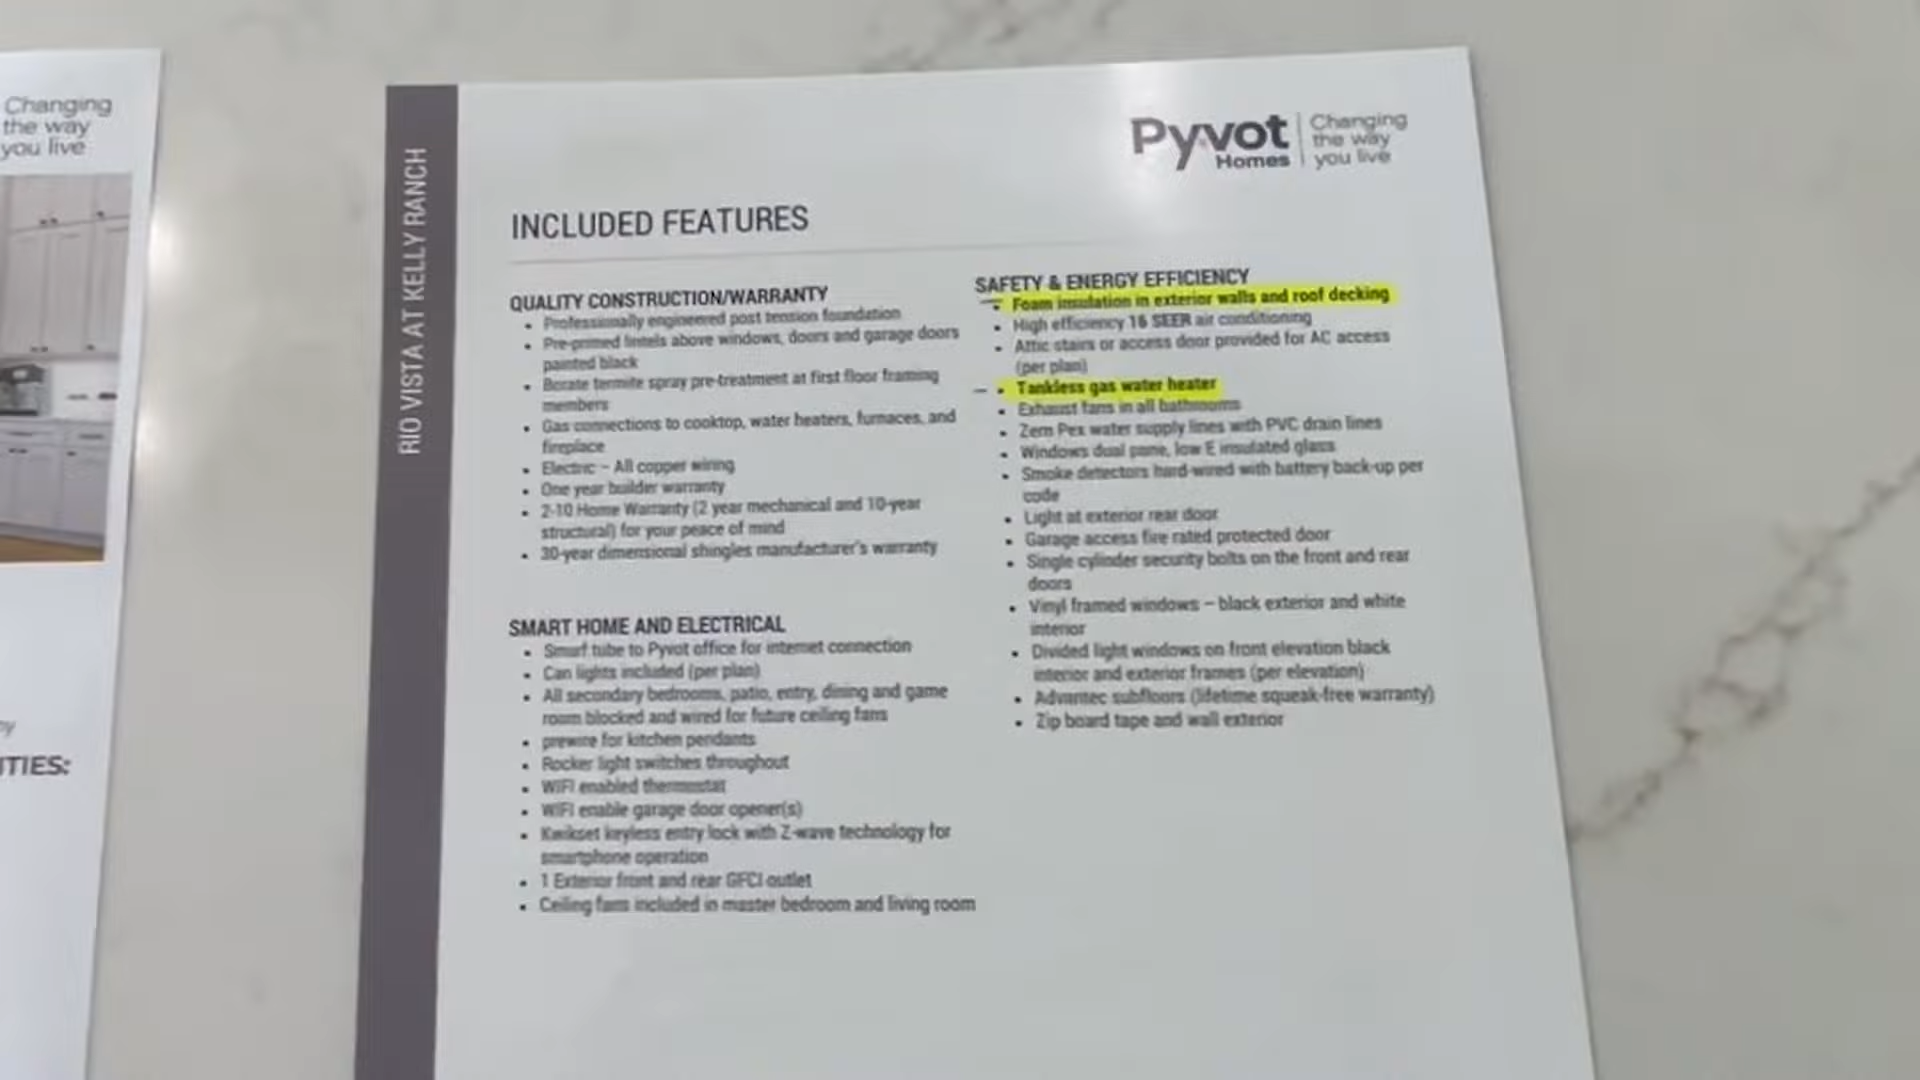 Changing
the way
you live
TIES:
RIO VISTA AT KELLY RANCH
Pyvot
Homes
Changing
the way
you live
INCLUDED FEATURES
QUALITY CONSTRUCTION/WARRANTY
• Professionally engineered post tension foundation
• Pre-primed lintels above windows, doors and garage doors
painted black
• Borate termite spray pre-treatment at first floor framing
members
• Gas connections to cooktop, water heaters, furnaces, and
fireplace
• Electric – All copper wiring
• One year builder warranty
• 2-10 Home Warranty (2 year mechanical and 10-year
structural) for your peace of mind
• 30-year dimensional shingles manufacturer's warranty
SMART HOME AND ELECTRICAL
• Smurf tube to Pyvot office for internet connection
• Can lights included (per plan)
• All secondary bedrooms, patio, entry, dining and game
room blocked and wired for future ceiling fans
• prewire for kitchen pendants
• Rocker light switches throughout
• WIFI enabled thermostat
• WIFI enable garage door opener(s)
• Kwikset keyless entry lock with Z-wave technology for
smartphone operation
• 1 Exterior front and rear GFCI outlet
• Ceiling fans included in master bedroom and living room
SAFETY & ENERGY EFFICIENCY
• Foam insulation in exterior walls and roof decking
• High efficiency 16 SEER air conditioning
• Attic stairs or access door provided for AC access
(per plan)
• Tankless gas water heater
• Exhaust fans in all bathrooms
• Zern Pex water supply lines with PVC drain lines
• Windows dual pane, low E insulated glass
• Smoke detectors hard-wired with battery back-up per
code
• Light at exterior rear door
• Garage access fire rated protected door
• Single cylinder security bolts on the front and rear
doors
• Vinyl framed windows – black exterior and white
interior
• Divided light windows on front elevation black
interior and exterior frames (per elevation)
• Advantec subfloors (lifetime squeak-free warranty)
• Zip board tape and wall exterior